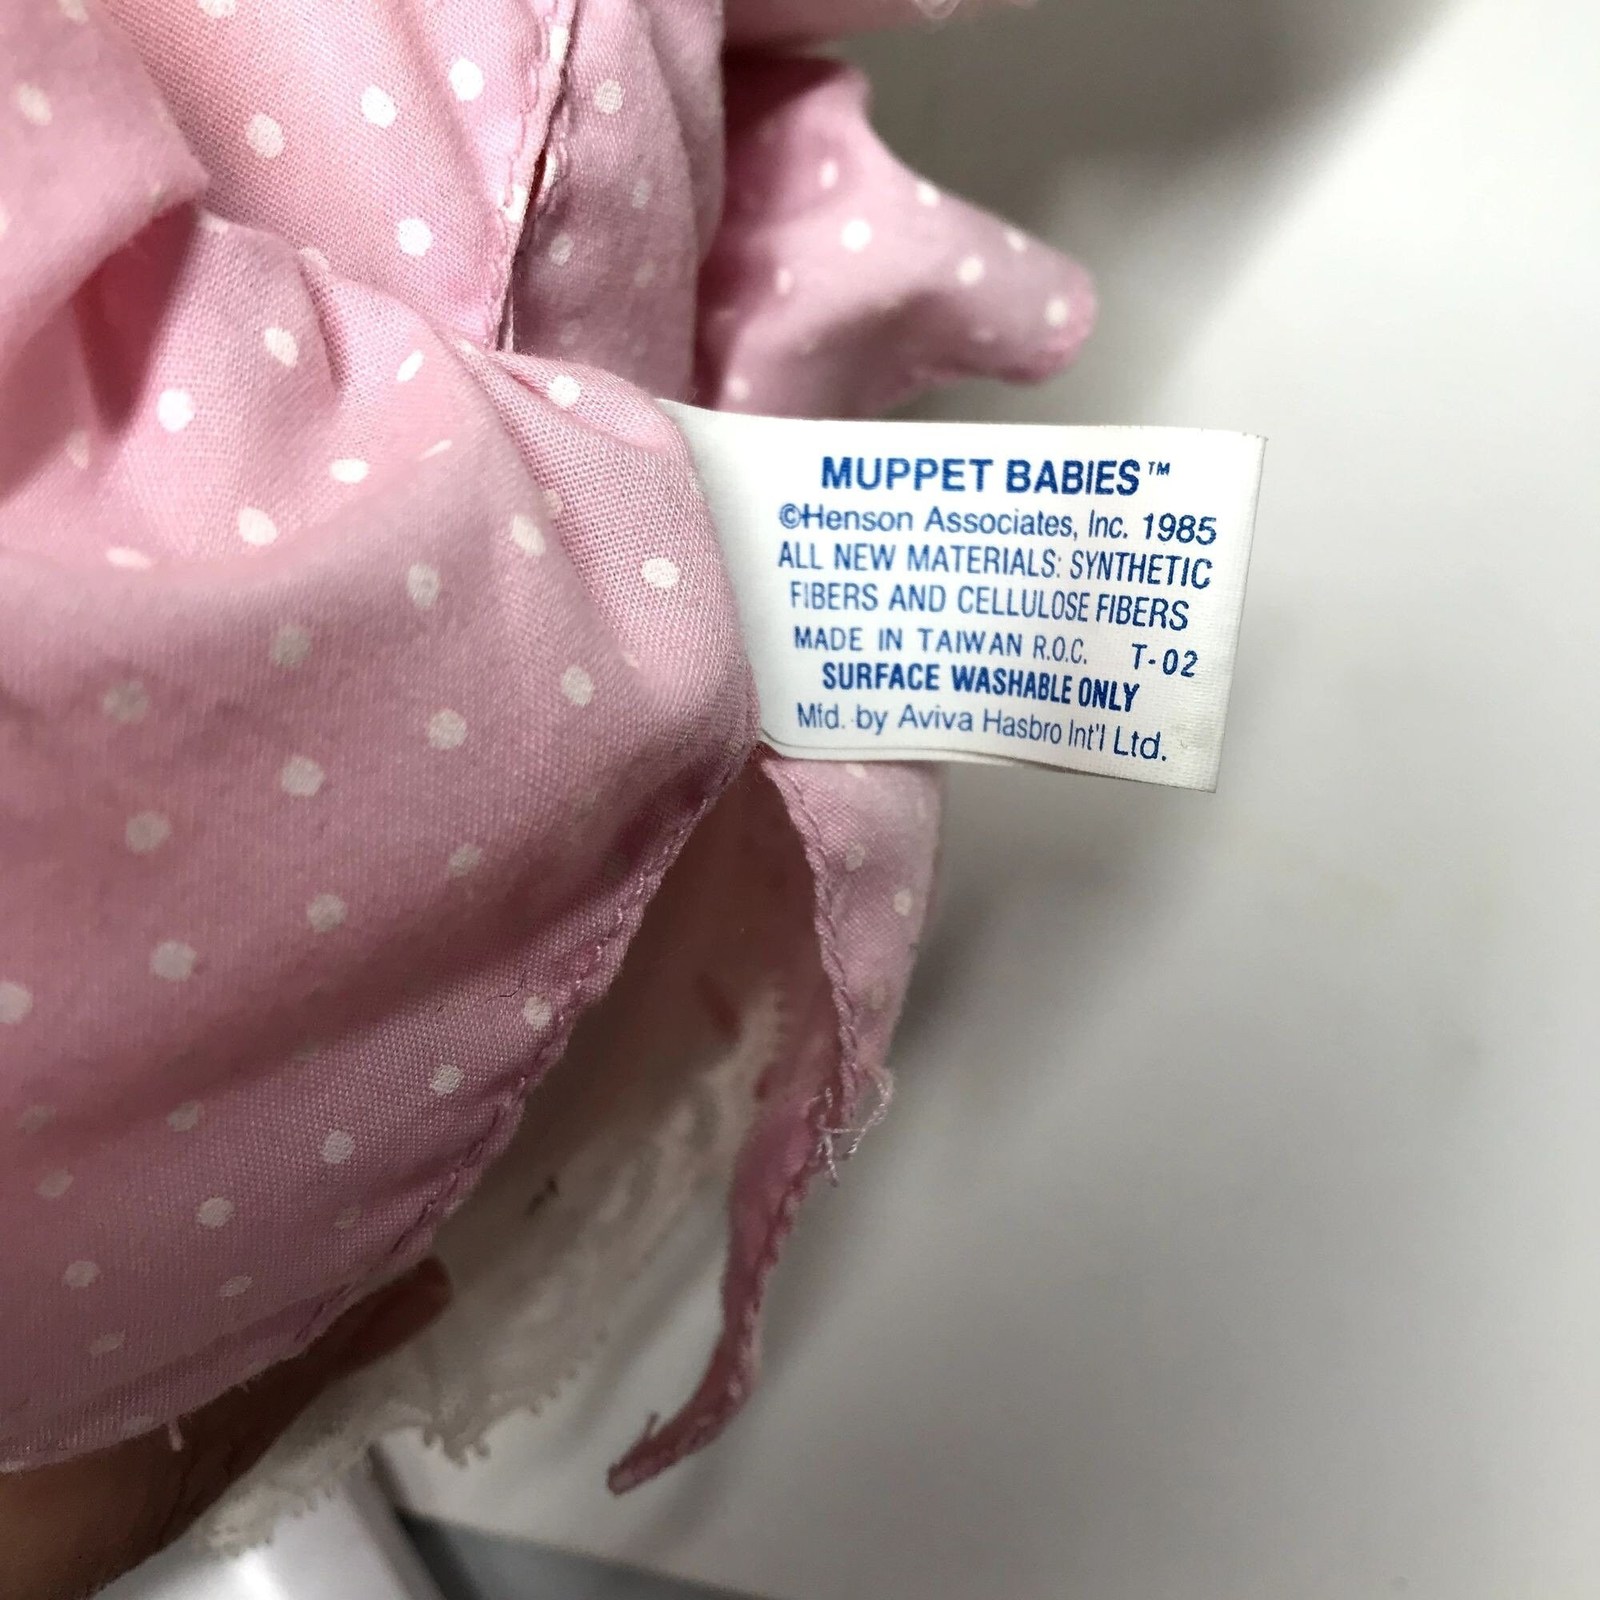 MUPPET BABIES™
©Henson Associates, Inc. 1985
ALL NEW MATERIALS: SYNTHETIC
FIBERS AND CELLULOSE FIBERS
MADE IN TAIWAN R.O.C. T-02
SURFACE WASHABLE ONLY
Mfd. by Aviva Hasbro Int'l Ltd.